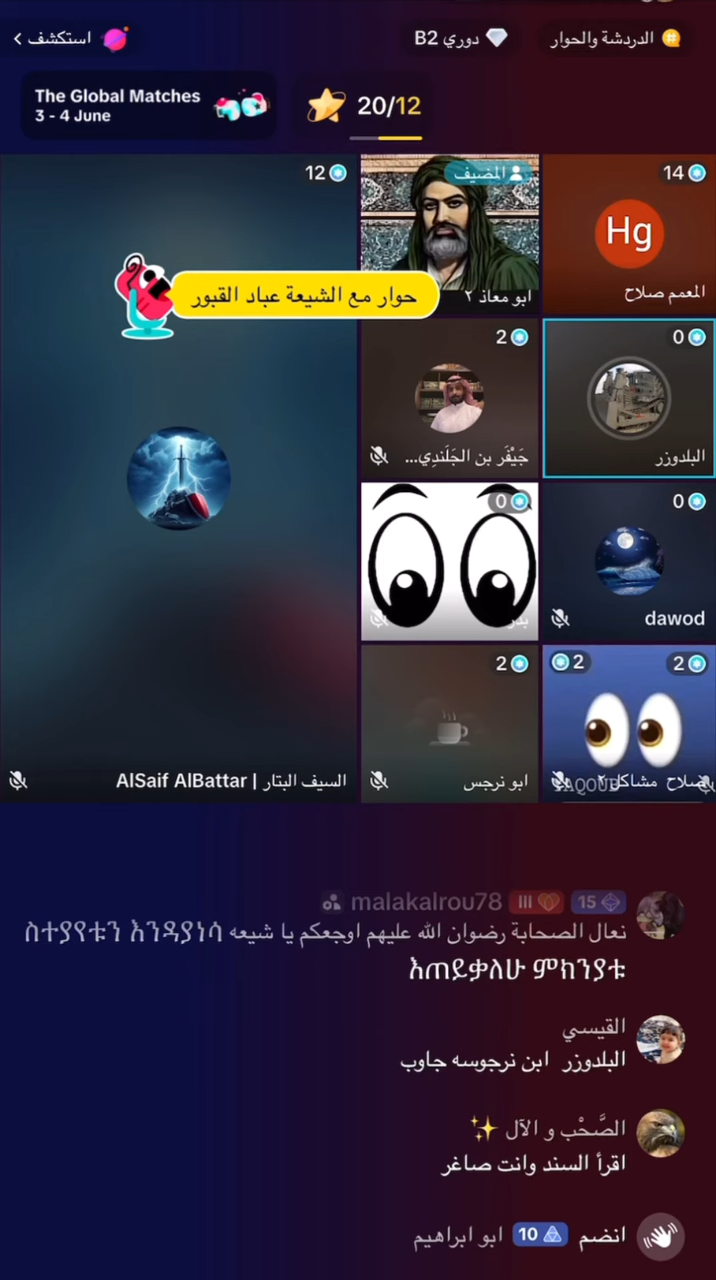 الدردشة والحوار
دوري B2
استكشف
The Global Matches
3 - 4 June
20/12
12
المضيف
14
Hg
حوار مع الشيعة عباد القبور
ابو معاذ ٢
المعمم صلاح
2
0
جَيْفَر بن الجَلَندِي...
البلدوزر
0
0
بدر
dawod
2
2
2
السيف البتار | AlSaif AlBattar
ابو نرجس
صلاح مشاكل ٢
YAQOUB
malakalrou78 III 15
نعال الصحابة رضوان الله عليهم اوجعكم يا شيعه ስተያየቱን እንዳያነሳ
እጠይቃለሁ ምክንያቱ
القيسي
البلدوزر ابن نرجوسه جاوب
الصَّحْب و الآل ✨
اقرأ السند وانت صاغر
انضم 10 ابو ابراهيم